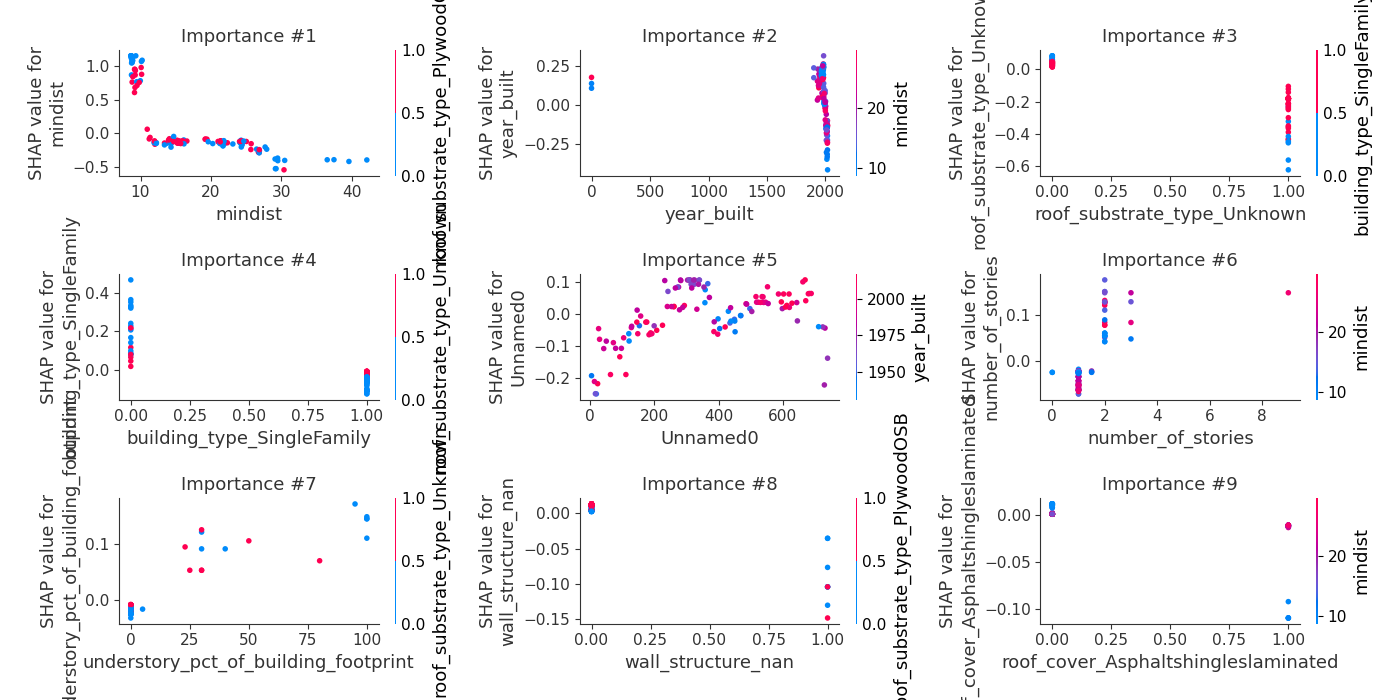 Importance #1
SHAP value for
mindist
1.0
0.5
0.0
−0.5
10
20
30
40
mindist
1.0
0.5
0.0
Importance #2
SHAP value for
year_built
0.25
0.00
−0.25
0
500
1000
1500
2000
year_built
20
10
mindist
Importance #3
SHAP value for
roof_substrate_type_Unknown
0.0
−0.2
−0.4
−0.6
0.00
0.25
0.50
0.75
1.00
roof_substrate_type_Unknown
1.0
0.5
0.0
building_type_SingleFamily
Importance #4
SHAP value for
building_type_SingleFamily
0.4
0.2
0.0
0.00
0.25
0.50
0.75
1.00
building_type_SingleFamily
1.0
0.5
0.0
roof_substrate_type_Unknown
Importance #5
SHAP value for
Unnamed0
0.1
0.0
−0.1
−0.2
0
200
400
600
Unnamed0
2000
1975
1950
year_built
Importance #6
SHAP value for
number_of_stories
0.1
0.0
0
2
4
6
8
number_of_stories
20
10
mindist
Importance #7
SHAP value for
0.1
0.0
0
25
50
75
100
understory_pct_of_building_footprint
1.0
0.5
0.0
roof_substrate_type_Unknown
Importance #8
SHAP value for
wall_structure_nan
0.00
−0.05
−0.10
−0.15
0.00
0.25
0.50
0.75
1.00
wall_structure_nan
1.0
0.5
0.0
roof_substrate_type_PlywoodOSB
Importance #9
SHAP value for
0.00
−0.05
−0.10
0.00
0.25
0.50
0.75
1.00
roof_cover_Asphaltshingleslaminated
20
10
mindist